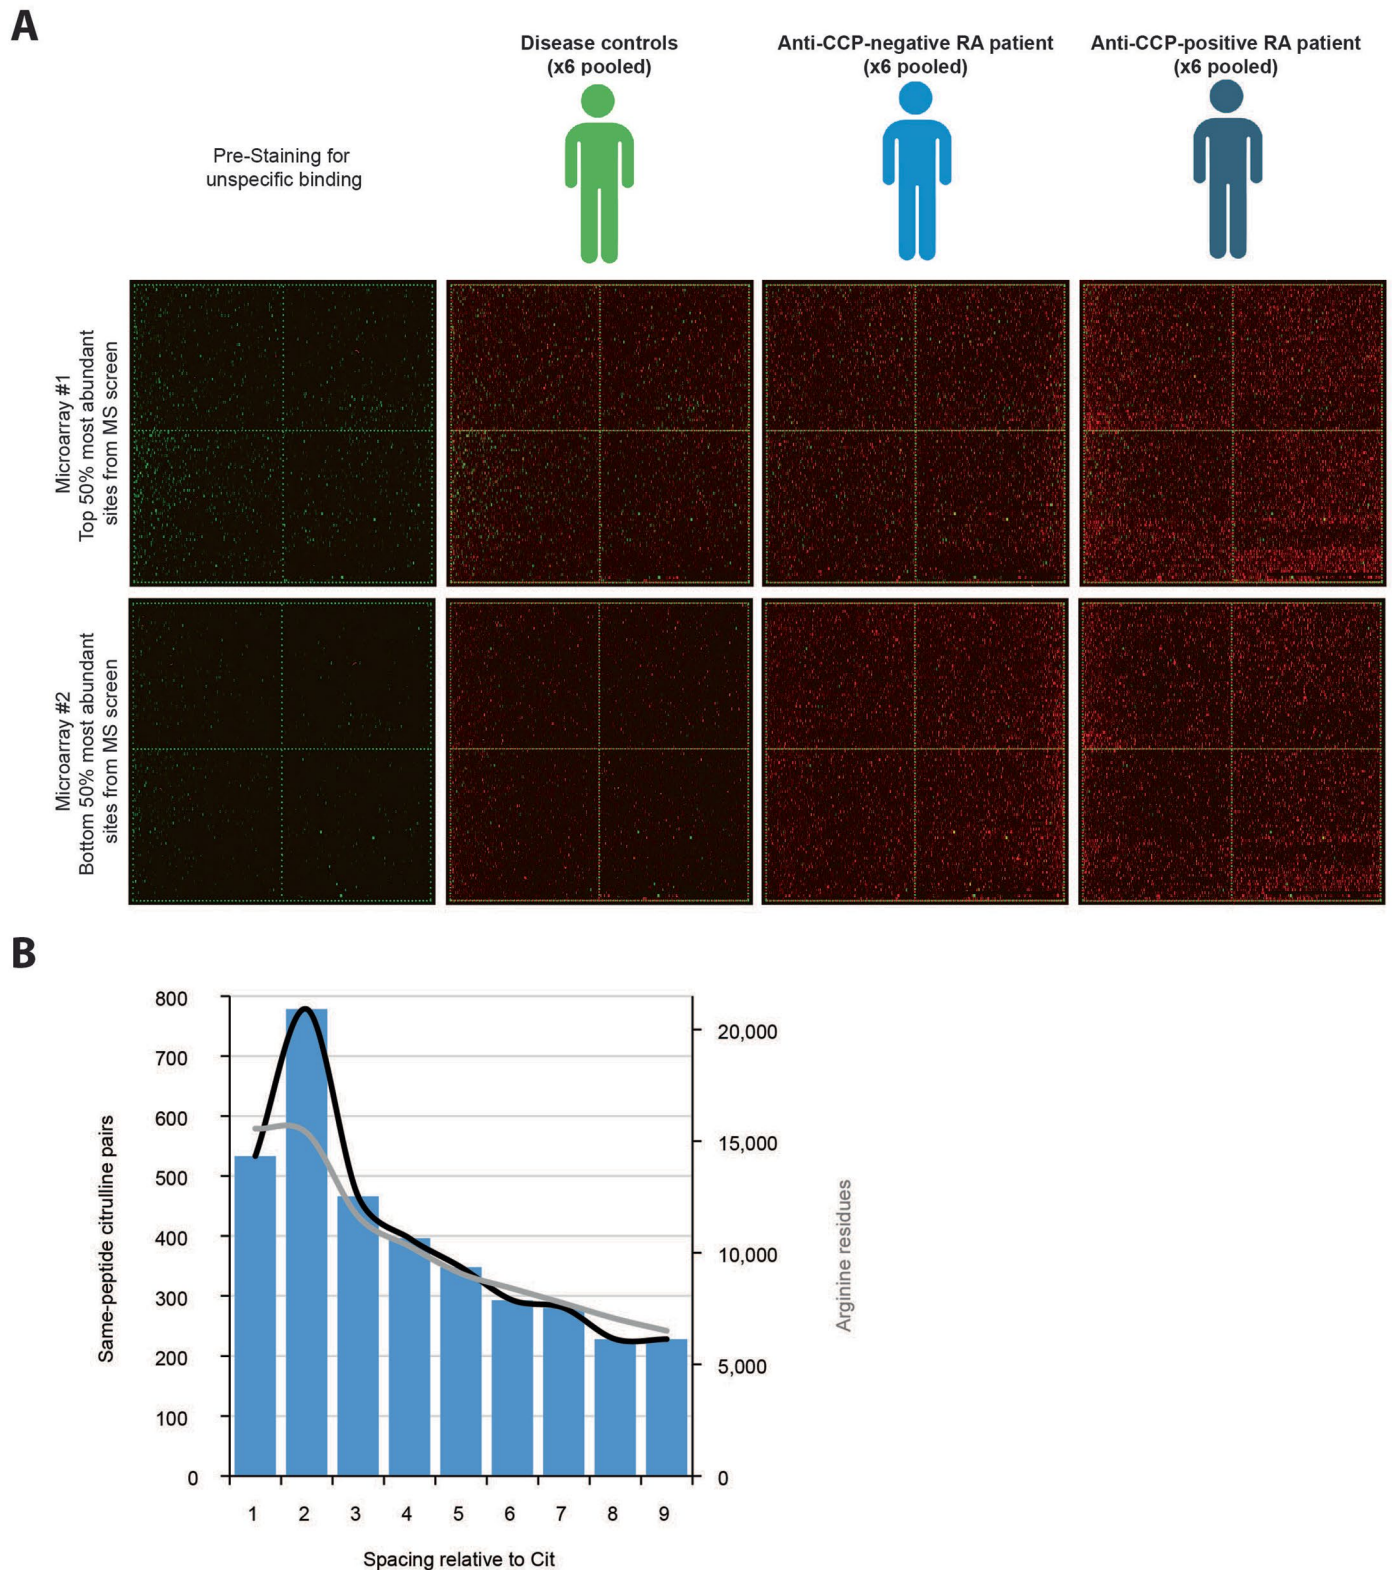 A
Disease controls
(x6 pooled)
Anti-CCP-negative RA patient
(x6 pooled)
Anti-CCP-positive RA patient
(x6 pooled)
Pre-Staining for
unspecific binding
Microarray #1
Top 50% most abundant
sites from MS screen
Microarray #2
Bottom 50% most abundant
sites from MS screen
B
Same-peptide citrulline pairs
800
700
600
500
400
300
200
100
0
20,000
15,000
10,000
5,000
0
Arginine residues
1 2 3 4 5 6 7 8 9
Spacing relative to Cit